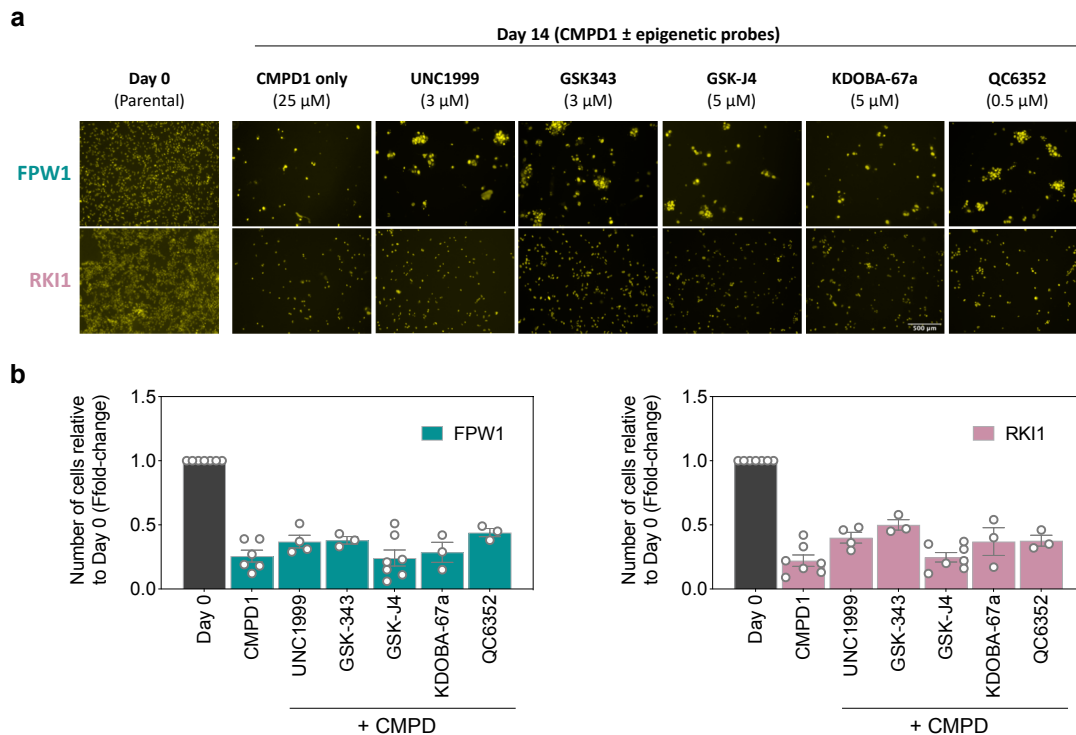 a
Day 14 (CMPD1 ± epigenetic probes)
Day 0 CMPD1 only UNC1999 GSK343 GSK-J4 KDOBA-67a QC6352
(Parental) (25 µM) (3 µM) (3 µM) (5 µM) (5 µM) (0.5 µM)
FPW1
RKI1
500 µm
b
Number of cells relative
to Day 0 (Ffold-change)
1.5
1.0
0.5
0.0
FPW1
Day 0
CMPD1
UNC1999
GSK-343
GSK-J4
KDOBA-67a
QC6352
+ CMPD
Number of cells relative
to Day 0 (Ffold-change)
1.5
1.0
0.5
0.0
RKI1
Day 0
CMPD1
UNC1999
GSK-343
GSK-J4
KDOBA-67a
QC6352
+ CMPD